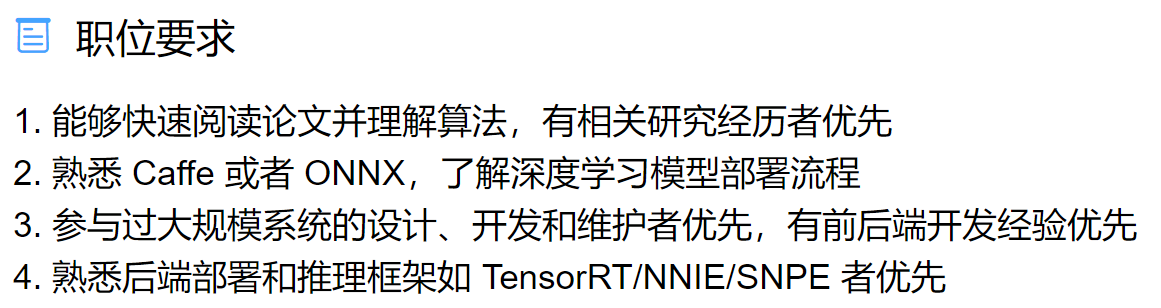 职位要求
1. 能够快速阅读论文并理解算法，有相关研究经历者优先
2. 熟悉 Caffe 或者 ONNX，了解深度学习模型部署流程
3. 参与过大规模系统的设计、开发和维护者优先，有前后端开发经验优先
4. 熟悉后端部署和推理框架如 TensorRT/NNIE/SNPE 者优先